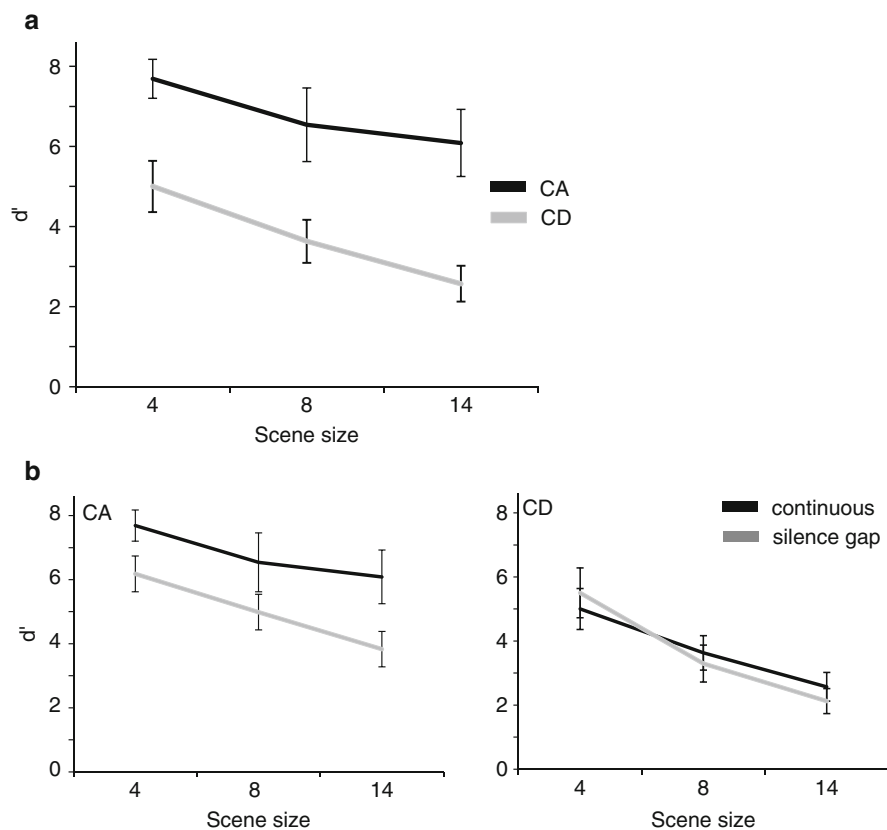 a
8
6
4
2
0
d'
4 8 14
Scene size
CA
CD
b
CA
8
6
4
2
0
d'
4 8 14
Scene size
CD
8
6
4
2
0
4 8 14
Scene size
continuous
silence gap